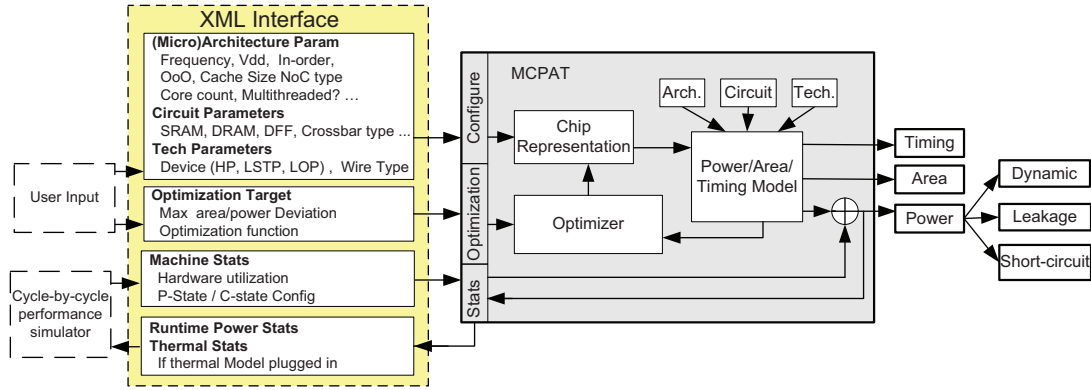 XML Interface
(Micro)Architecture Param
Frequency, Vdd, In-order,
OoO, Cache Size NoC type
Core count, Multithreaded? ...
Circuit Parameters
SRAM, DRAM, DFF, Crossbar type ...
Tech Parameters
Device (HP, LSTP, LOP) , Wire Type
User Input
Optimization Target
Max area/power Deviation
Optimization function
Machine Stats
Hardware utilization
P-State / C-state Config
Cycle-by-cycle
performance
simulator
Runtime Power Stats
Thermal Stats
If thermal Model plugged in
MCPAT
Configure
Optimization
Stats
Chip
Representation
Optimizer
Arch.
Circuit
Tech.
Power/Area/
Timing Model
Timing
Area
Power
Dynamic
Leakage
Short-circuit